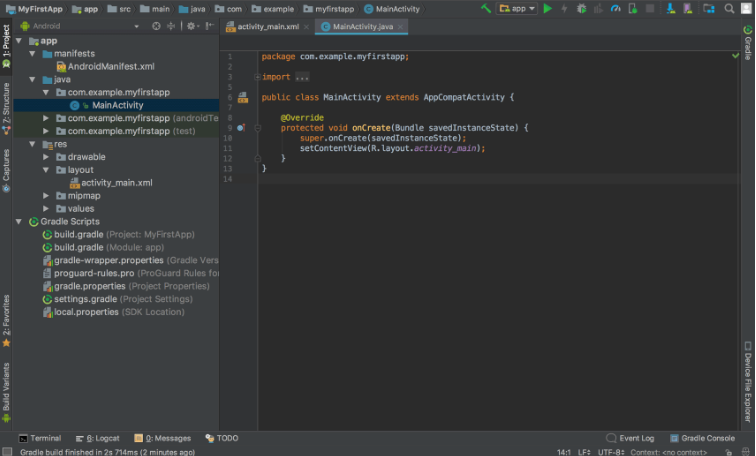 MyFirstApp app src main java com example myfirstapp MainActivity app
Android
activity_main.xml MainActivity.java
1: Project
Z: Structure
Captures
2: Favorites
Build Variants
app
manifests
AndroidManifest.xml
java
com.example.myfirstapp
MainActivity
com.example.myfirstapp (androidTe
com.example.myfirstapp (test)
res
drawable
layout
activity_main.xml
mipmap
values
Gradle Scripts
build.gradle (Project: MyFirstApp)
build.gradle (Module: app)
gradle-wrapper.properties (Gradle Vers
proguard-rules.pro (ProGuard Rules for
gradle.properties (Project Properties)
settings.gradle (Project Settings)
local.properties (SDK Location)
1 package com.example.myfirstapp;
2
3 import ...
5
6 public class MainActivity extends AppCompatActivity {
7
8 @Override
9 protected void onCreate(Bundle savedInstanceState) {
10 super.onCreate(savedInstanceState);
11 setContentView(R.layout.activity_main);
12 }
13 }
14
Gradle
Device File Explorer
Terminal 6: Logcat 0: Messages TODO Event Log Gradle Console
Gradle build finished in 2s 714ms (2 minutes ago) 14:1 LF÷ UTF-8÷ Context: <no context>